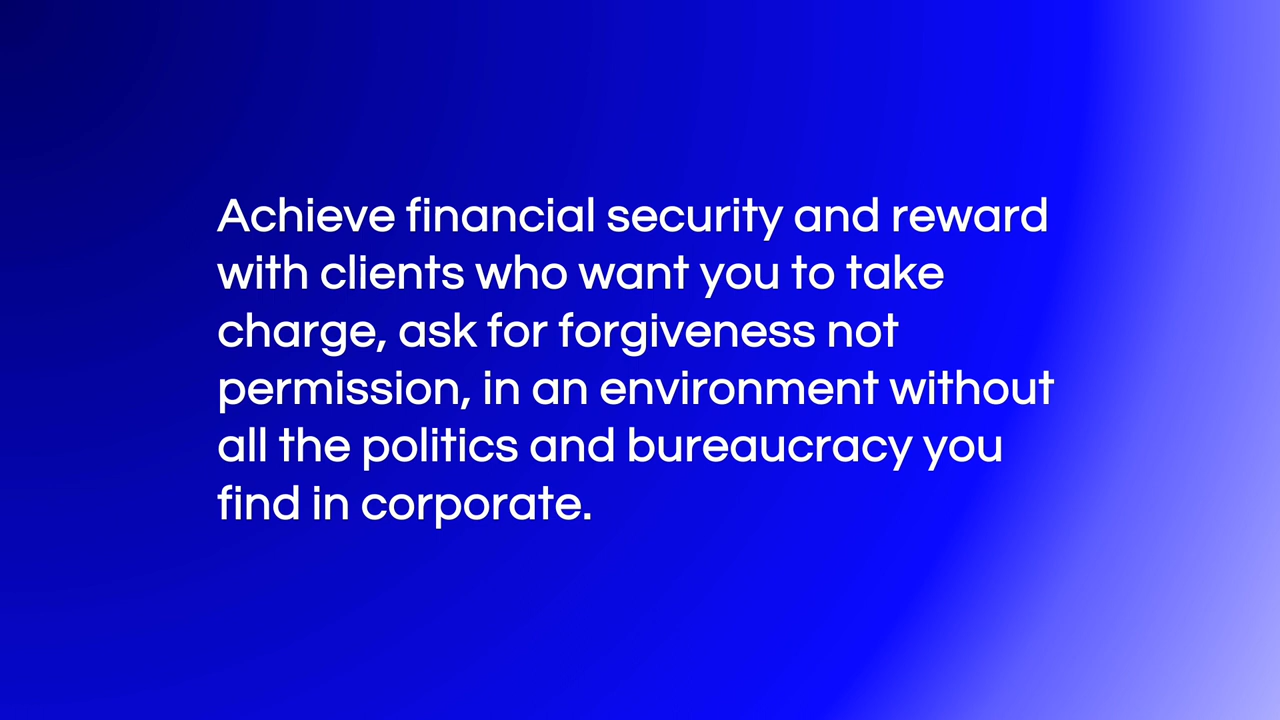 Achieve financial security and reward
with clients who want you to take
charge, ask for forgiveness not
permission, in an environment without
all the politics and bureaucracy you
find in corporate.